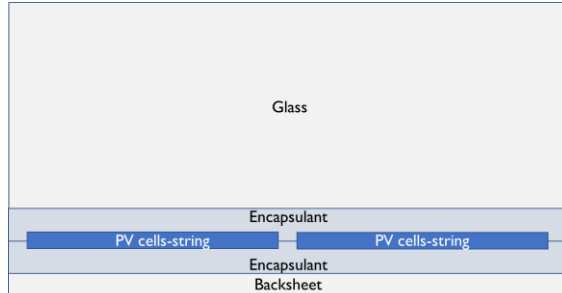 Glass
Encapsulant
PV cells-string PV cells-string
Encapsulant
Backsheet